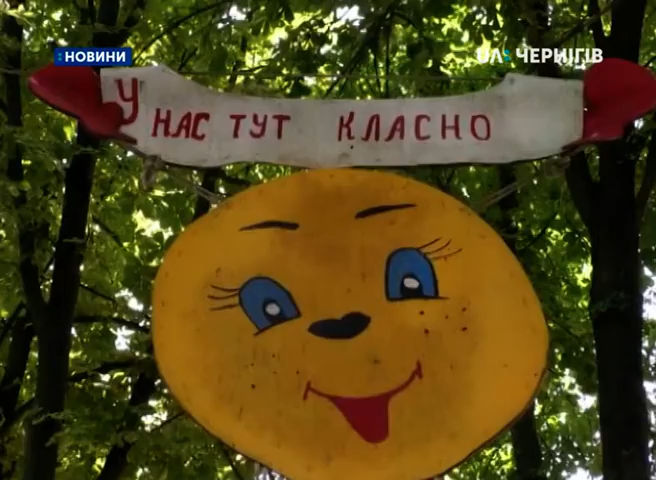 :НОВИНИ
UA: ЧЕРНІГІВ
У НАС ТУТ КЛАСНО